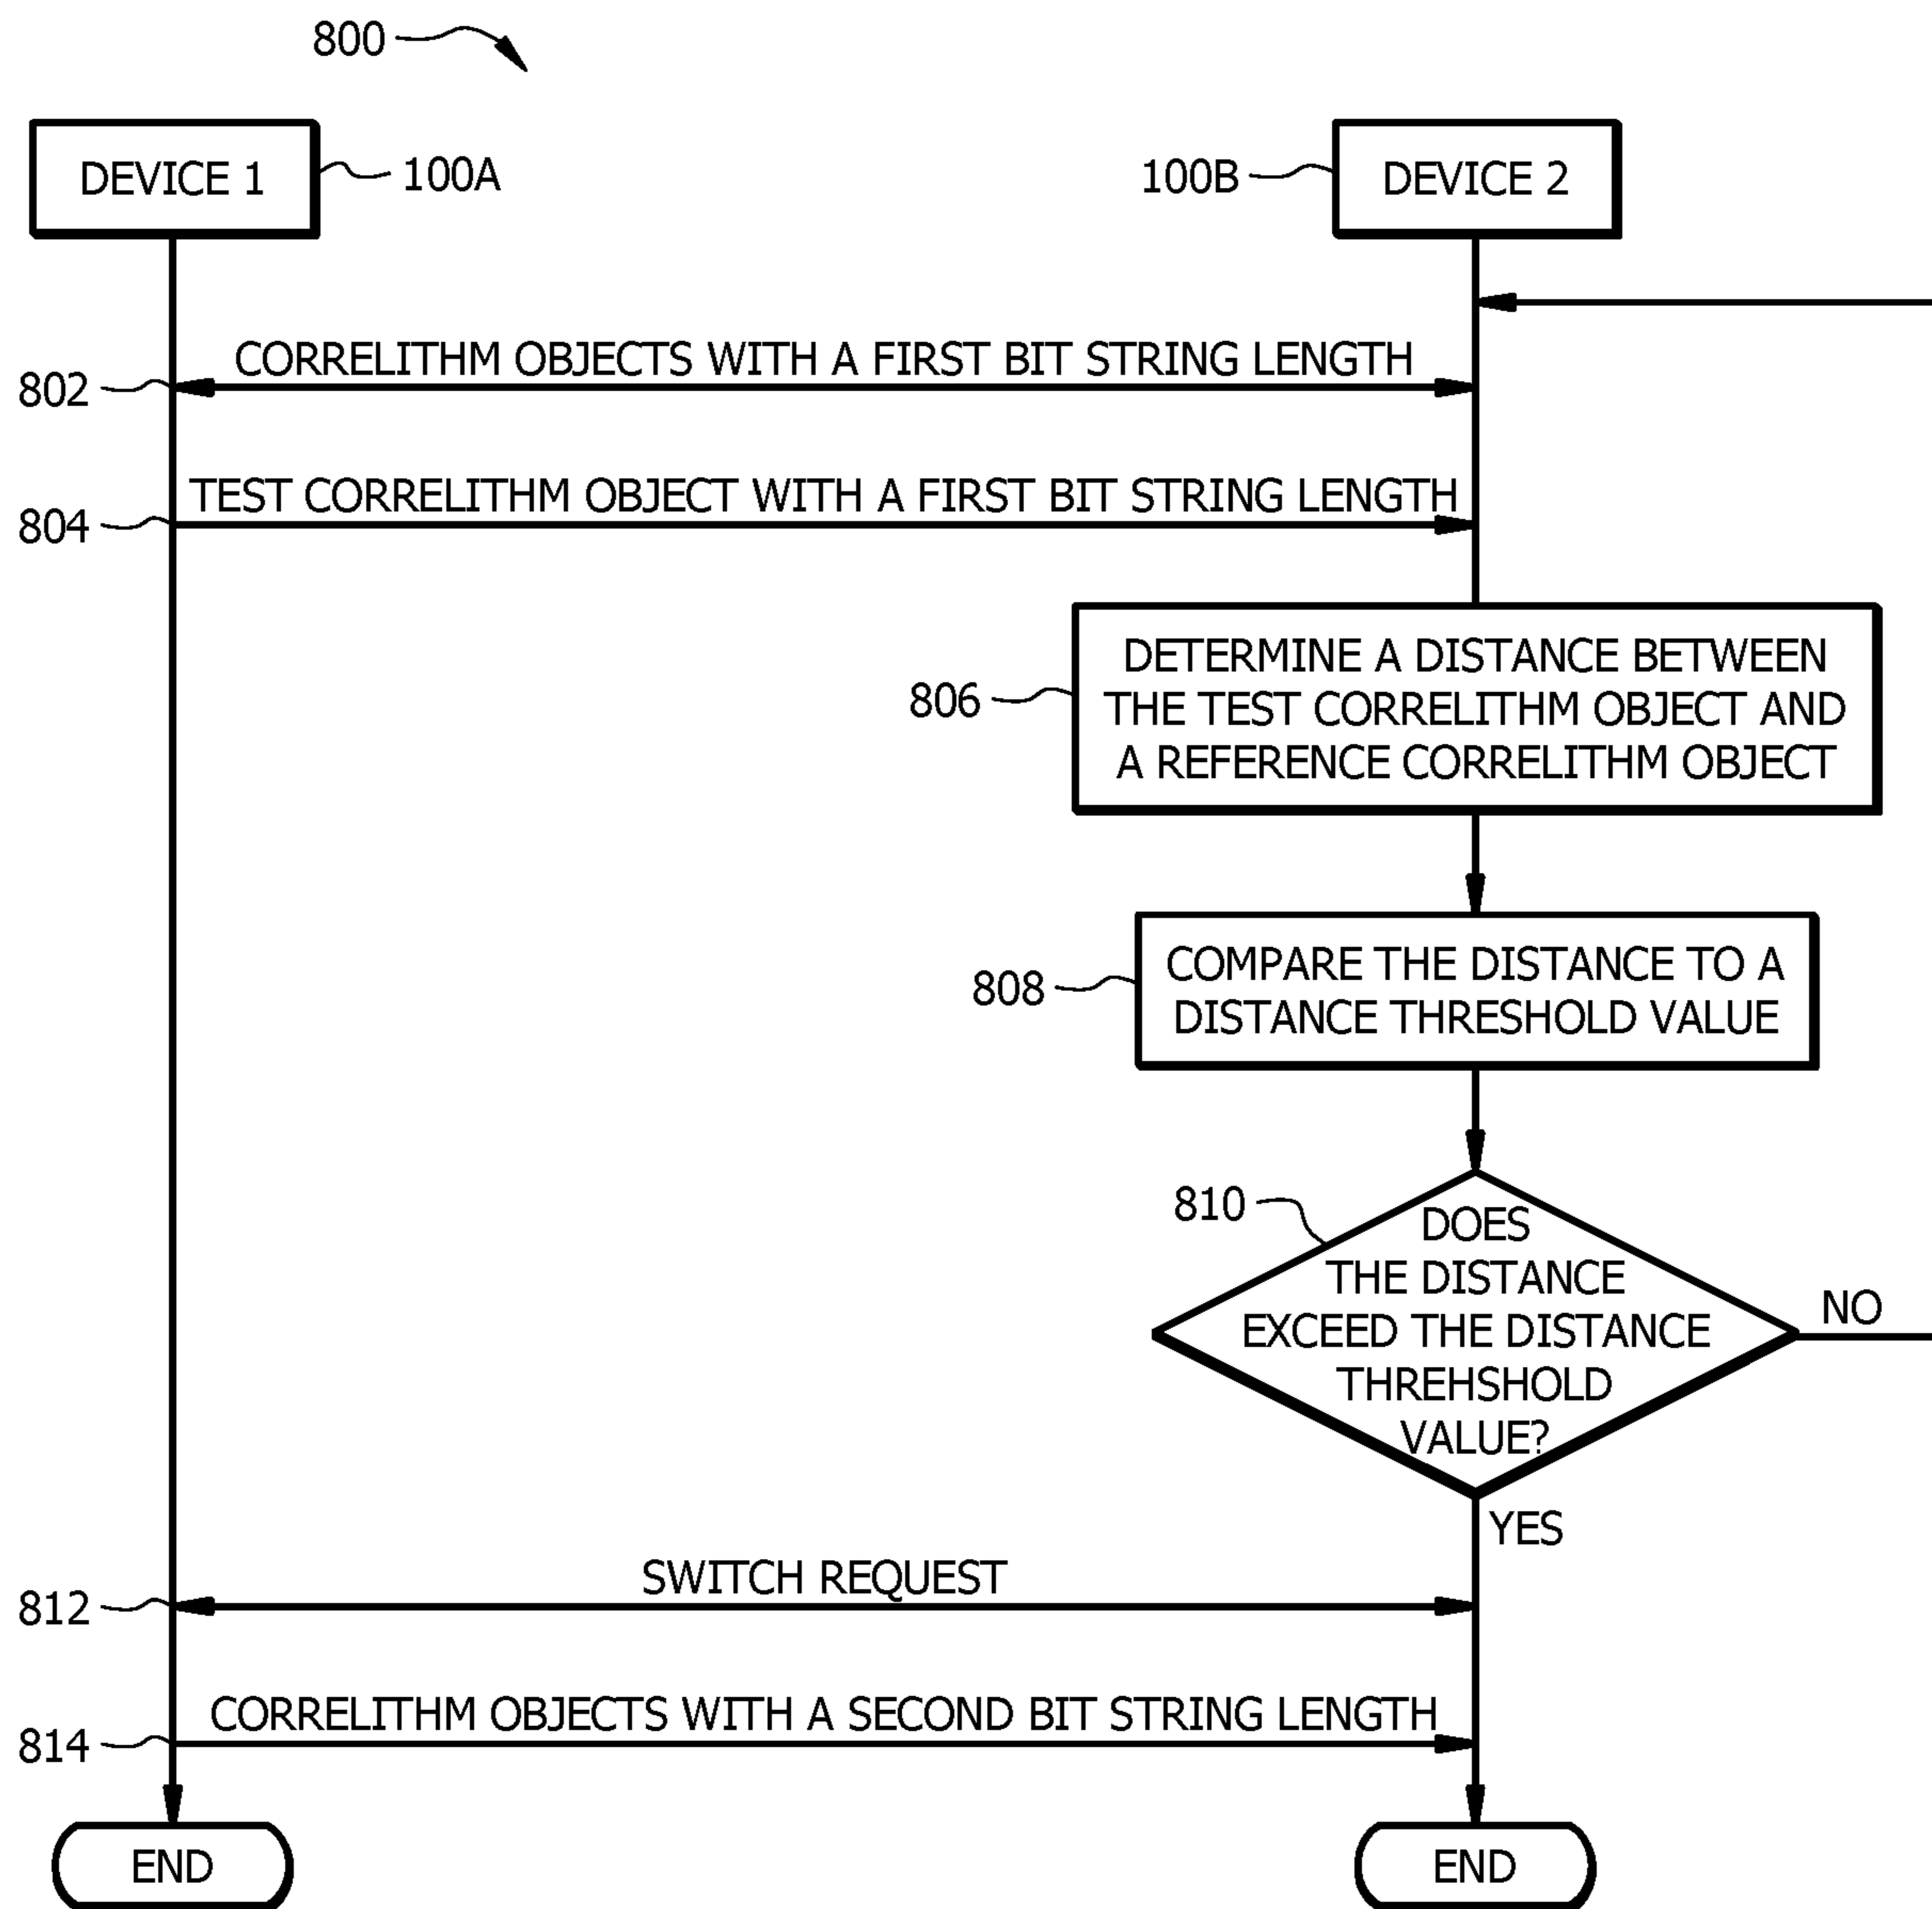 800
DEVICE 1
100A
100B
DEVICE 2
CORRELITHM OBJECTS WITH A FIRST BIT STRING LENGTH
802
TEST CORRELITHM OBJECT WITH A FIRST BIT STRING LENGTH
804
DETERMINE A DISTANCE BETWEEN
THE TEST CORRELITHM OBJECT AND
A REFERENCE CORRELITHM OBJECT
806
COMPARE THE DISTANCE TO A
DISTANCE THRESHOLD VALUE
808
810
DOES
THE DISTANCE
EXCEED THE DISTANCE
THREHSHOLD
VALUE?
NO
YES
SWITCH REQUEST
812
CORRELITHM OBJECTS WITH A SECOND BIT STRING LENGTH
814
END
END